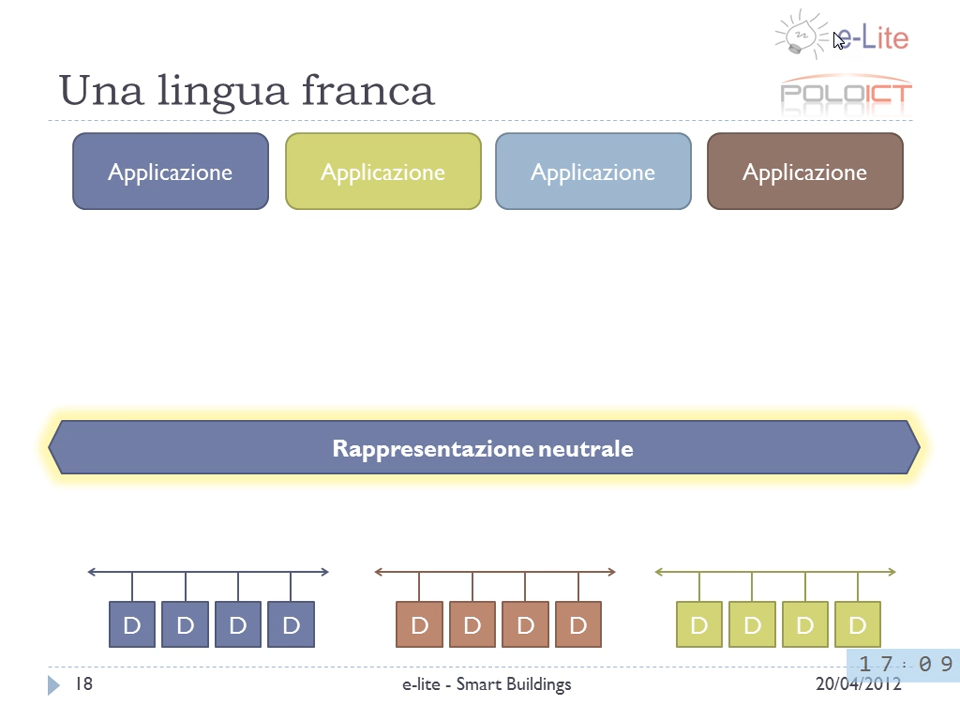 e-Lite
Una lingua franca
POLOICT
Applicazione Applicazione Applicazione Applicazione
Rappresentazione neutrale
D D D D D D D D D D D D
17:09
18 e-lite - Smart Buildings 20/04/2012